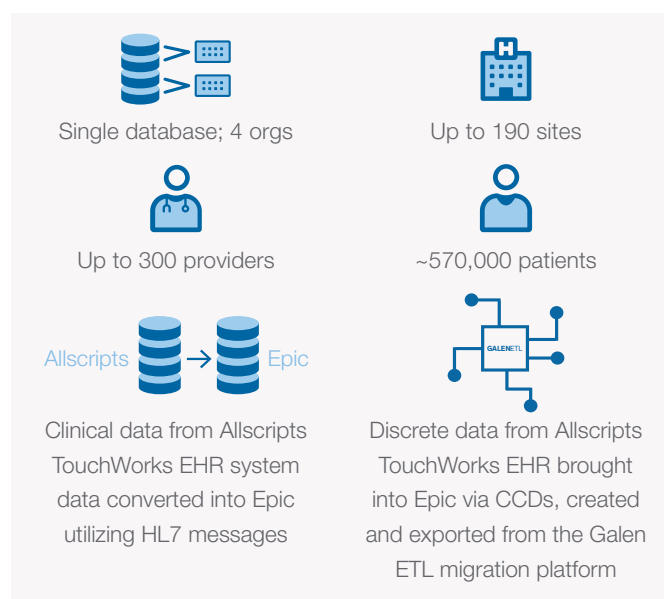 H
Single database; 4 orgs
Up to 190 sites
Up to 300 providers
~570,000 patients
Allscripts
Epic
Clinical data from Allscripts
TouchWorks EHR system
data converted into Epic
utilizing HL7 messages
GALENETL
Discrete data from Allscripts
TouchWorks EHR brought
into Epic via CCDs, created
and exported from the Galen
ETL migration platform